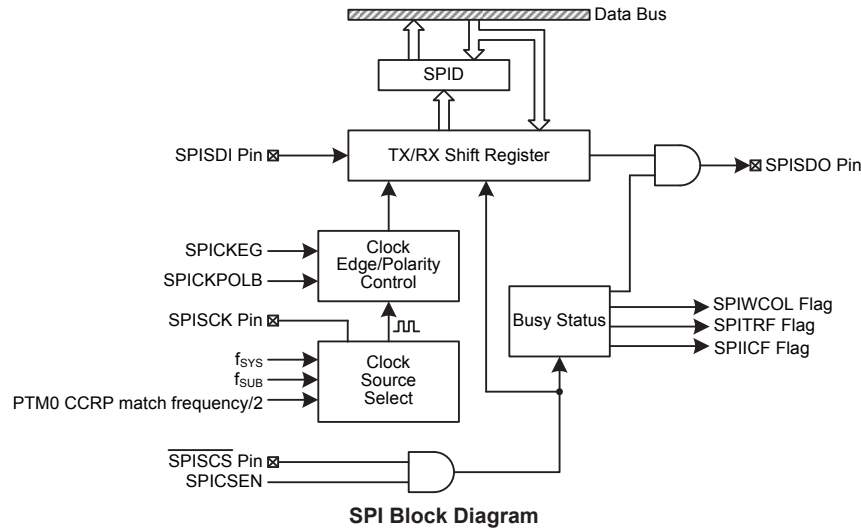 Data Bus
SPID
SPISDI Pin
TX/RX Shift Register
SPISDO Pin
SPICKEG
SPICKPOLB
Clock
Edge/Polarity
Control
SPISCK Pin
Busy Status
SPIWCOL Flag
SPITRF Flag
SPIICF Flag
fSYS
fSUB
PTM0 CCRP match frequency/2
Clock
Source
Select
SPISCS Pin
SPICSEN
SPI Block Diagram